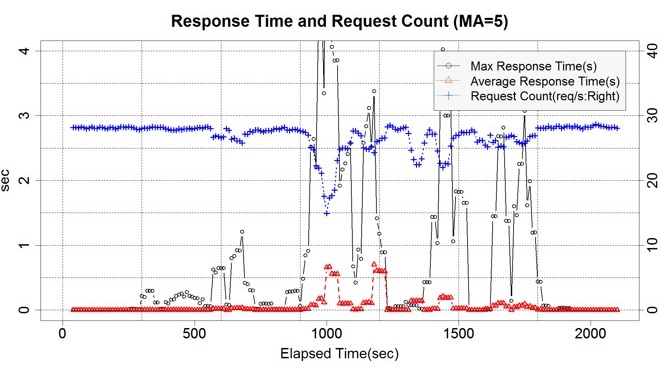 Response Time and Request Count (MA=5)
Max Response Time(s)
Average Response Time(s)
Request Count(req/s:Right)
sec
4
3
2
1
0
40
30
20
10
0
0
500
1000
1500
2000
Elapsed Time(sec)